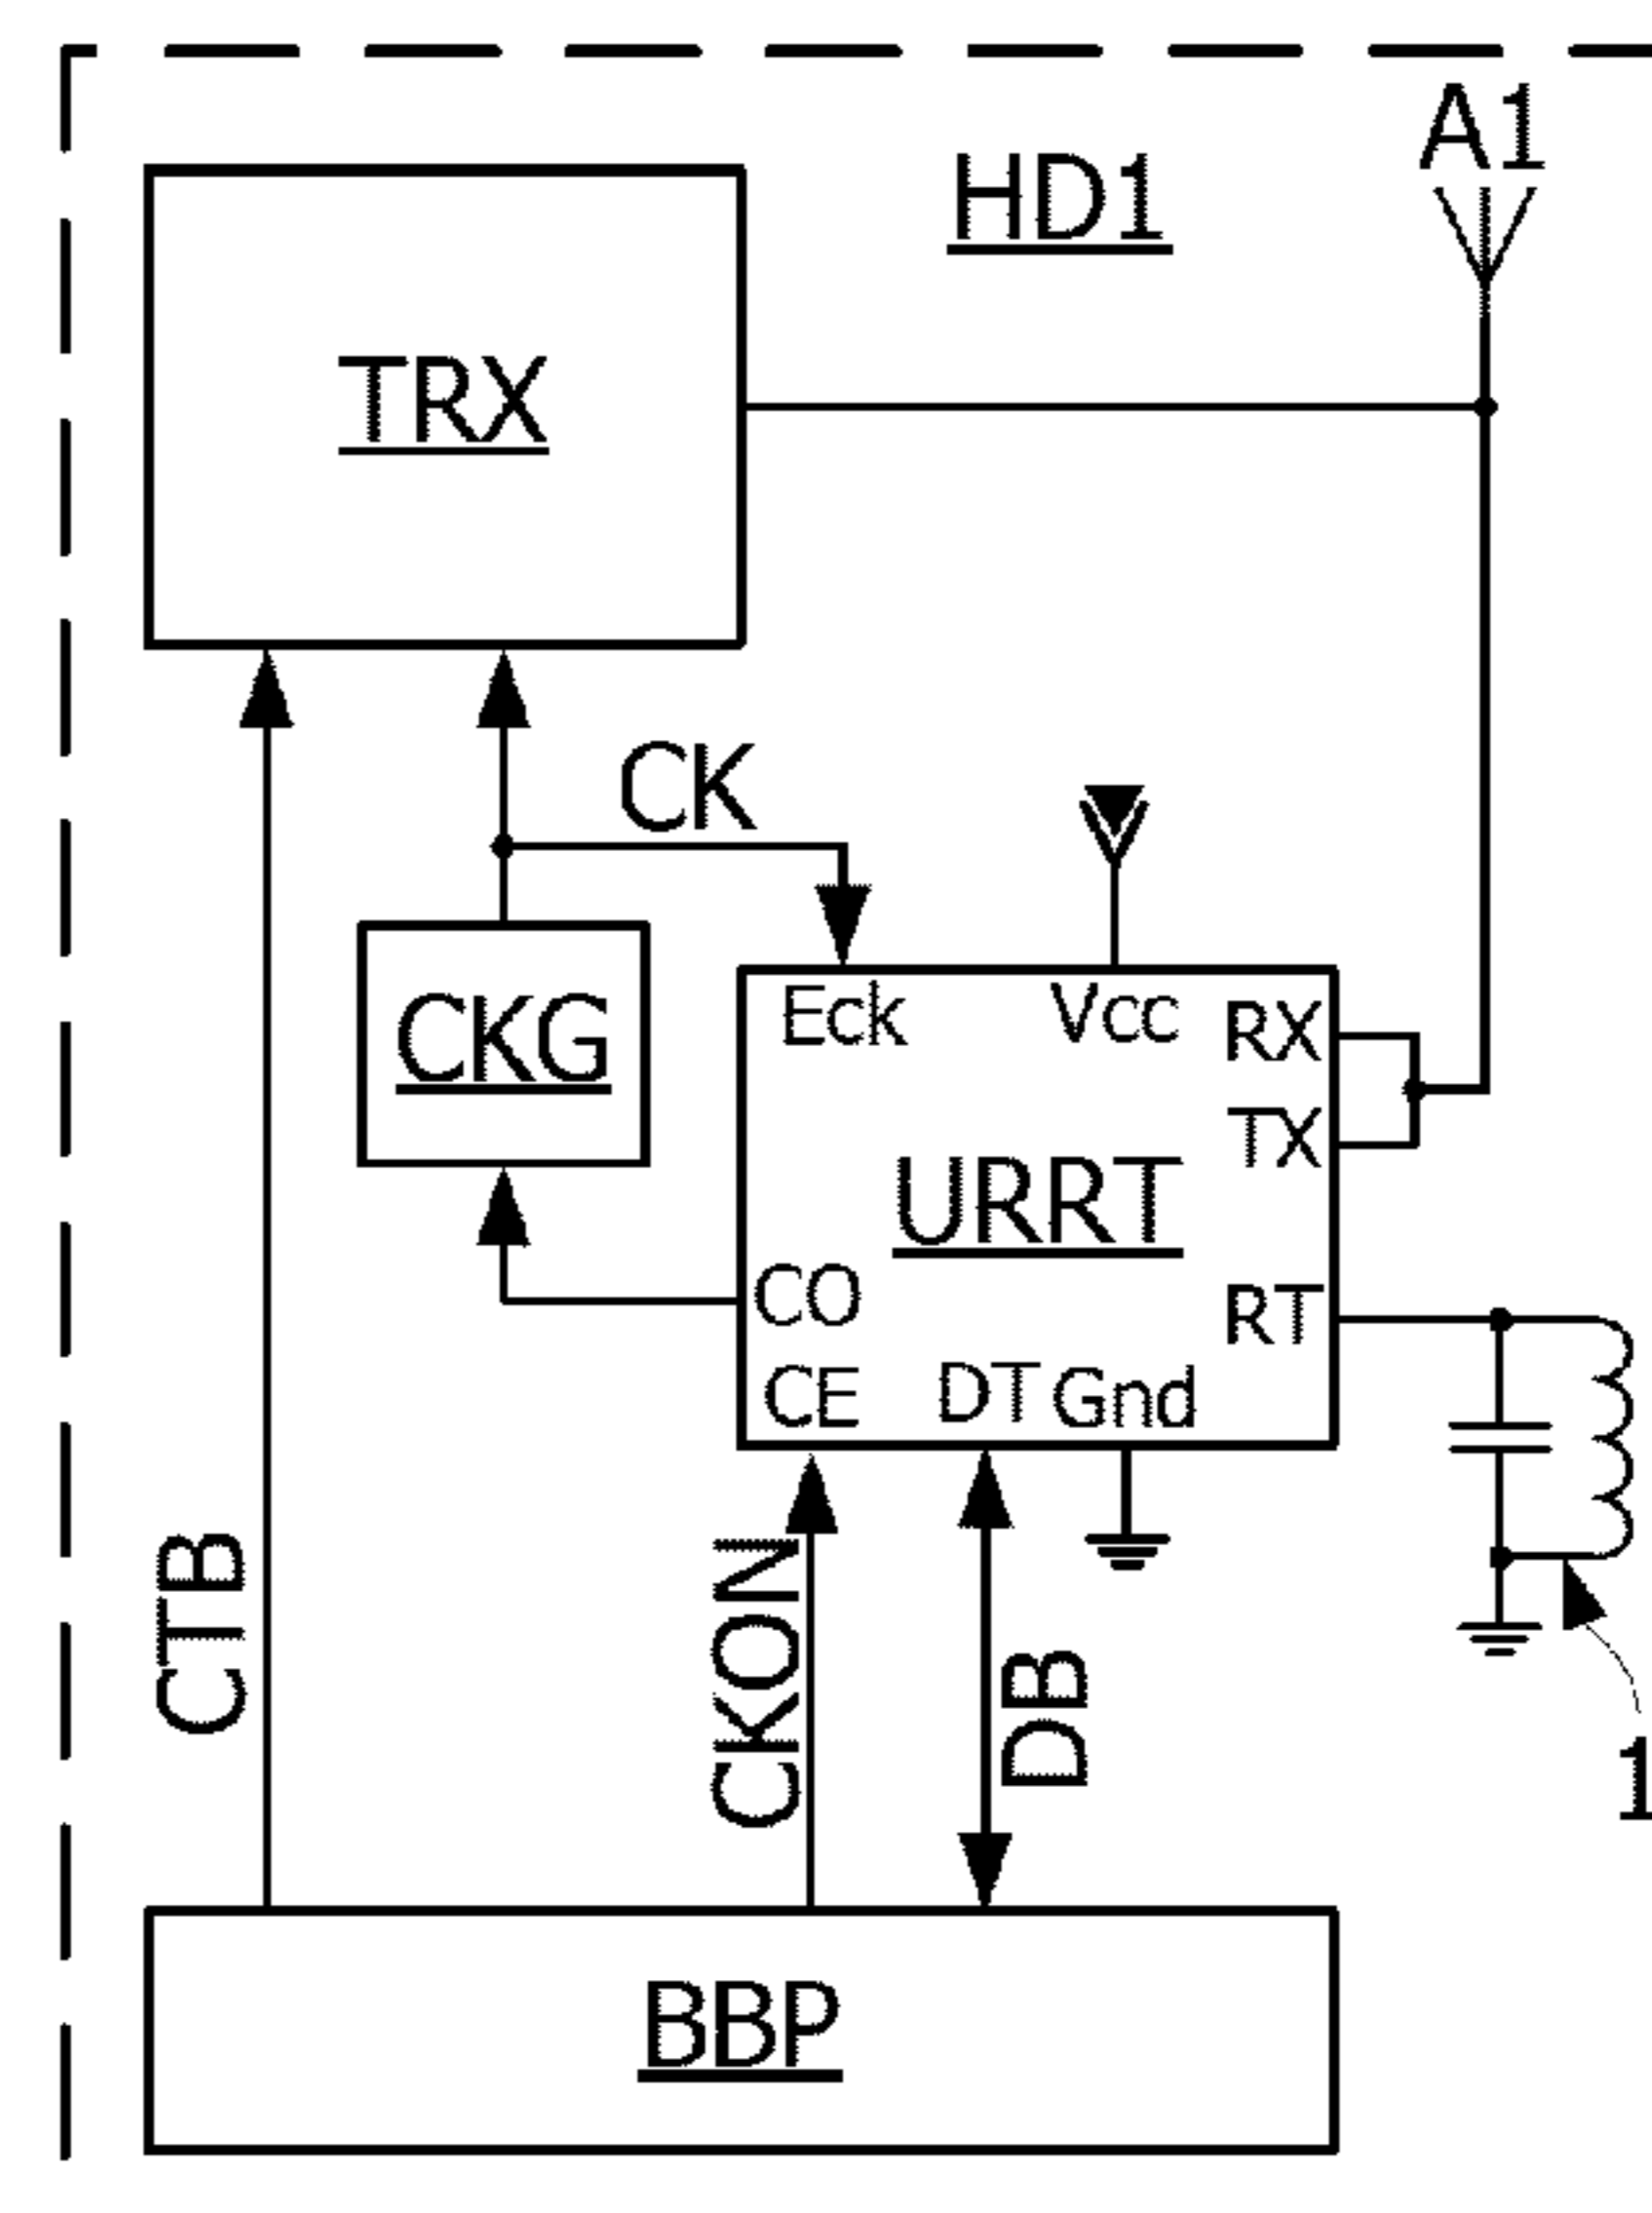 A1
HD1
TRX
CK
Eck
Vcc
RX
CKG
TX
URRT
CO
RT
CE
DT
Gnd
CTB
CKON
DB
1
BBP